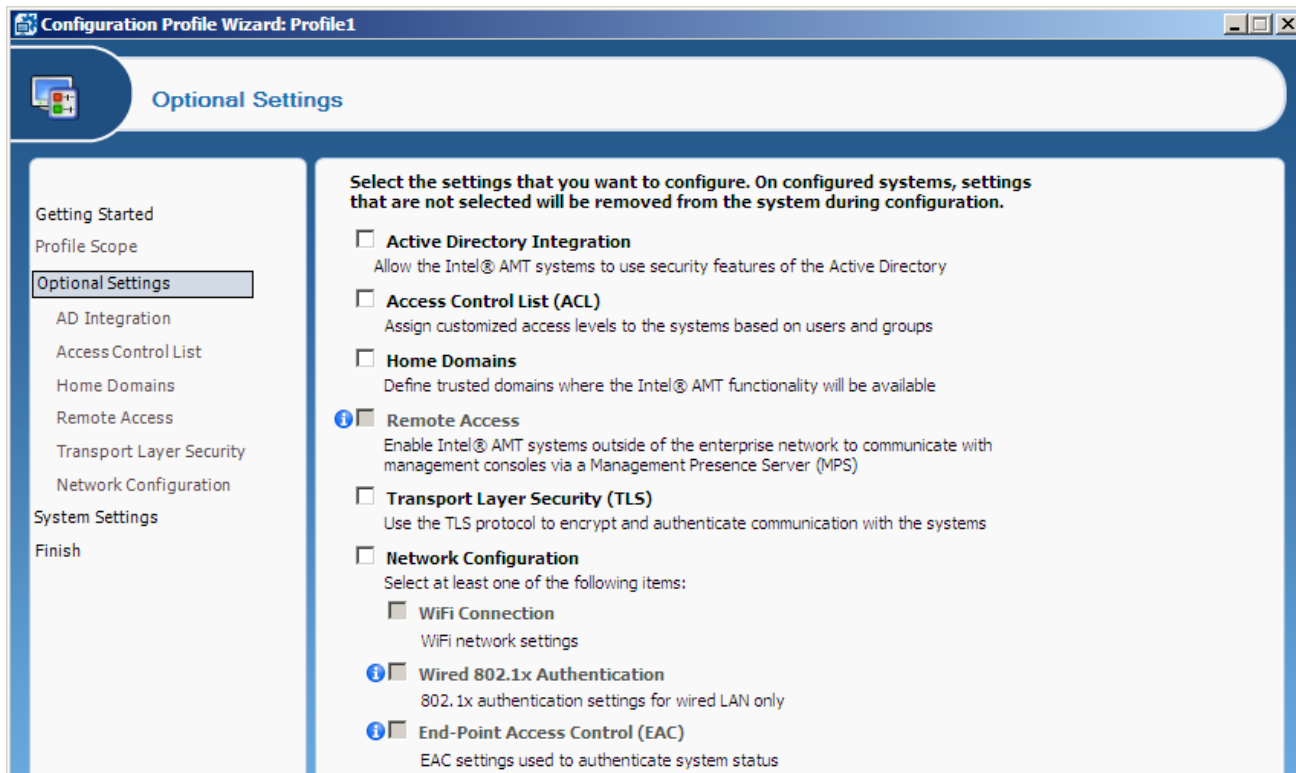 Configuration Profile Wizard: Profile1
Optional Settings
Getting Started
Profile Scope
Optional Settings
AD Integration
Access Control List
Home Domains
Remote Access
Transport Layer Security
Network Configuration
System Settings
Finish
Select the settings that you want to configure. On configured systems, settings
that are not selected will be removed from the system during configuration.
Active Directory Integration
Allow the Intel® AMT systems to use security features of the Active Directory
Access Control List (ACL)
Assign customized access levels to the systems based on users and groups
Home Domains
Define trusted domains where the Intel® AMT functionality will be available
Remote Access
Enable Intel® AMT systems outside of the enterprise network to communicate with
management consoles via a Management Presence Server (MPS)
Transport Layer Security (TLS)
Use the TLS protocol to encrypt and authenticate communication with the systems
Network Configuration
Select at least one of the following items:
WiFi Connection
WiFi network settings
Wired 802.1x Authentication
802.1x authentication settings for wired LAN only
End-Point Access Control (EAC)
EAC settings used to authenticate system status